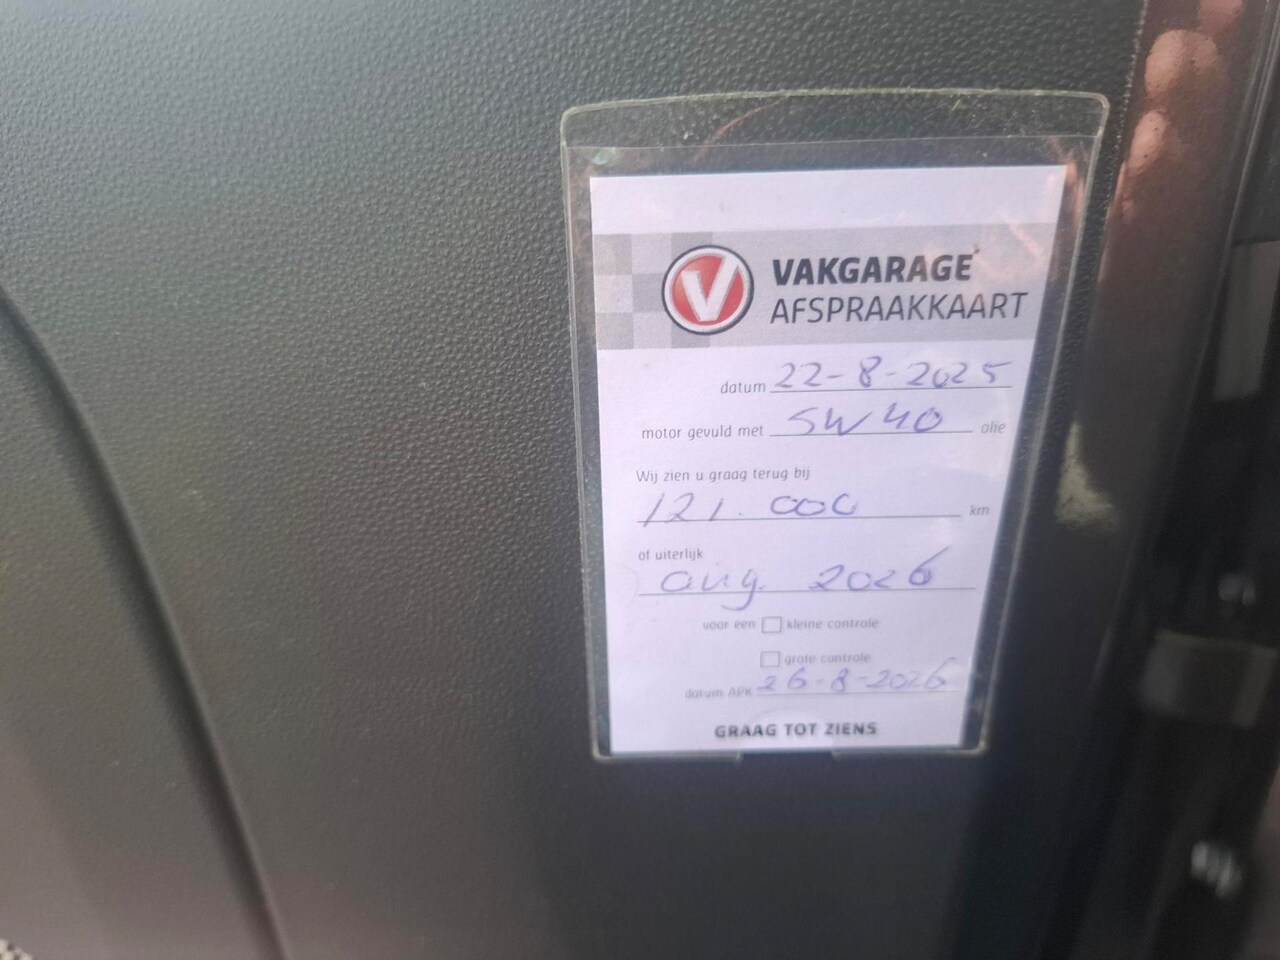 VAKGARAGE
AFSPRAAKKAART
datum 22-8-2025
motor gevuld met 5W40 olie
Wij zien u graag terug bij
121.000 km
of uiterlijk
aug. 2026
voor een kleine controle
grote controle
datum APK 26-8-2026
GRAAG TOT ZIENS